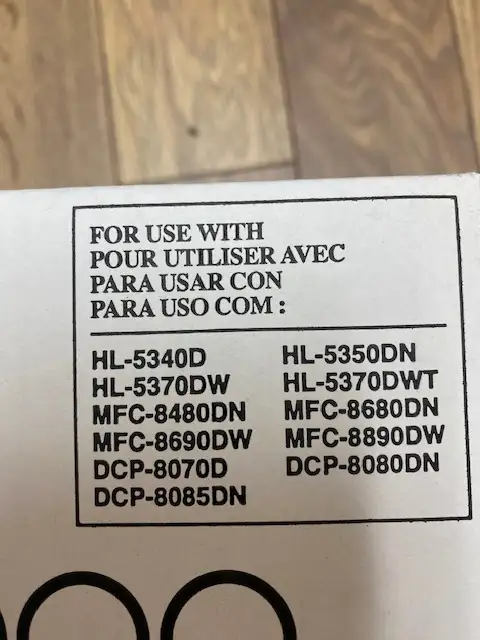 FOR USE WITH
POUR UTILISER AVEC
PARA USAR CON
PARA USO COM :
HL-5340D HL-5350DN
HL-5370DW HL-5370DWT
MFC-8480DN MFC-8680DN
MFC-8690DW MFC-8890DW
DCP-8070D DCP-8080DN
DCP-8085DN